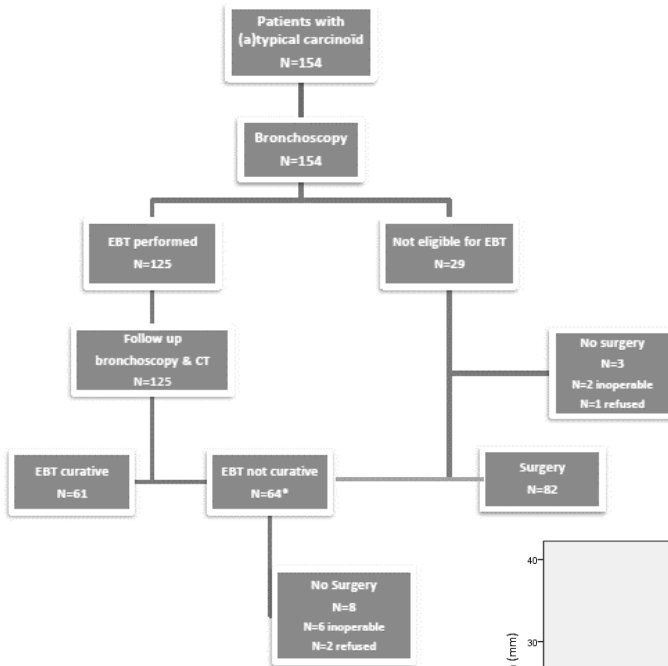 Patients with
(a)typical carcinoïd
N=154
Bronchoscopy
N=154
EBT performed
N=125
Not eligible for EBT
N=29
Follow up
bronchoscopy & CT
N=125
No surgery
N=3
N=2 inoperable
N=1 refused
EBT curative
N=61
EBT not curative
N=64*
Surgery
N=82
No Surgery
N=8
N=6 inoperable
N=2 refused
40
30
(mm)